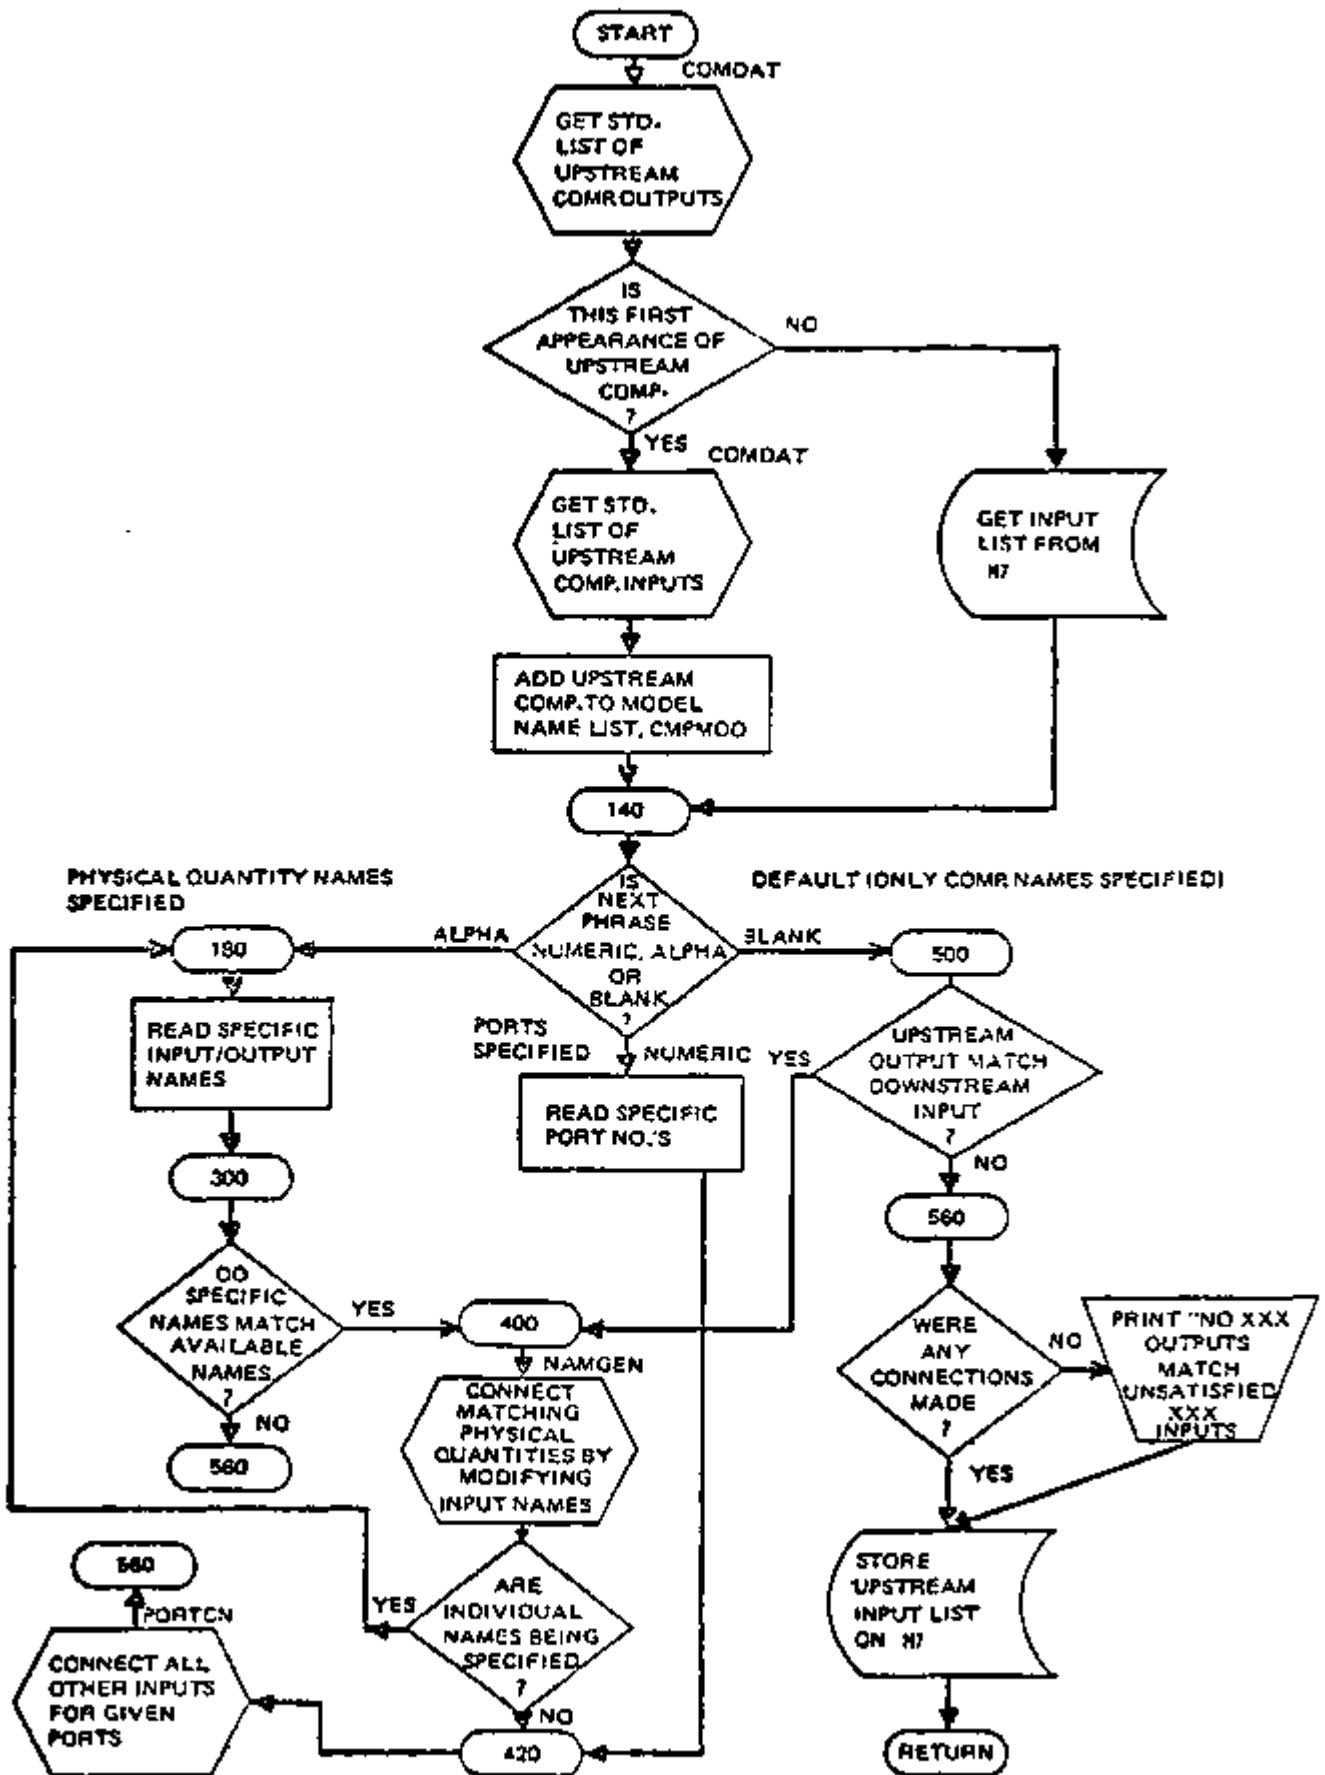 START
COMDAT
GET STD.
LIST OF
UPSTREAM
COMP. OUTPUTS
IS
THIS FIRST
APPEARANCE OF
UPSTREAM
COMP.
?
NO
YES
COMDAT
GET STD.
LIST OF
UPSTREAM
COMP. INPUTS
GET INPUT
LIST FROM
N7
ADD UPSTREAM
COMP. TO MODEL
NAME LIST, CMPMOD
140
PHYSICAL QUANTITY NAMES
SPECIFIED
DEFAULT (ONLY COMP. NAMES SPECIFIED)
IS
NEXT
PHRASE
NUMERIC, ALPHA
OR
BLANK
?
ALPHA
BLANK
180
500
READ SPECIFIC
INPUT/OUTPUT
NAMES
PORTS
SPECIFIED
NUMERIC
YES
UPSTREAM
OUTPUT MATCH
DOWNSTREAM
INPUT
?
READ SPECIFIC
PORT NO.'S
NO
300
560
DO
SPECIFIC
NAMES MATCH
AVAILABLE
NAMES
?
YES
400
WERE
ANY
CONNECTIONS
MADE
?
NO
PRINT "NO XXX
OUTPUTS
MATCH
UNSATISFIED
XXX
INPUTS
NAMGEN
CONNECT
MATCHING
PHYSICAL
QUANTITIES BY
MODIFYING
INPUT NAMES
NO
560
YES
560
PORTCN
YES
ARE
INDIVIDUAL
NAMES BEING
SPECIFIED
?
STORE
UPSTREAM
INPUT LIST
ON N7
CONNECT ALL
OTHER INPUTS
FOR GIVEN
PORTS
NO
420
RETURN